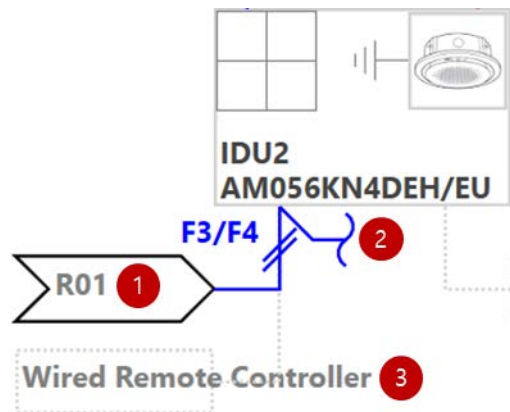 IDU2
AM056KN4DEH/EU
F3/F4
2
R01 1
Wired Remote Controller 3